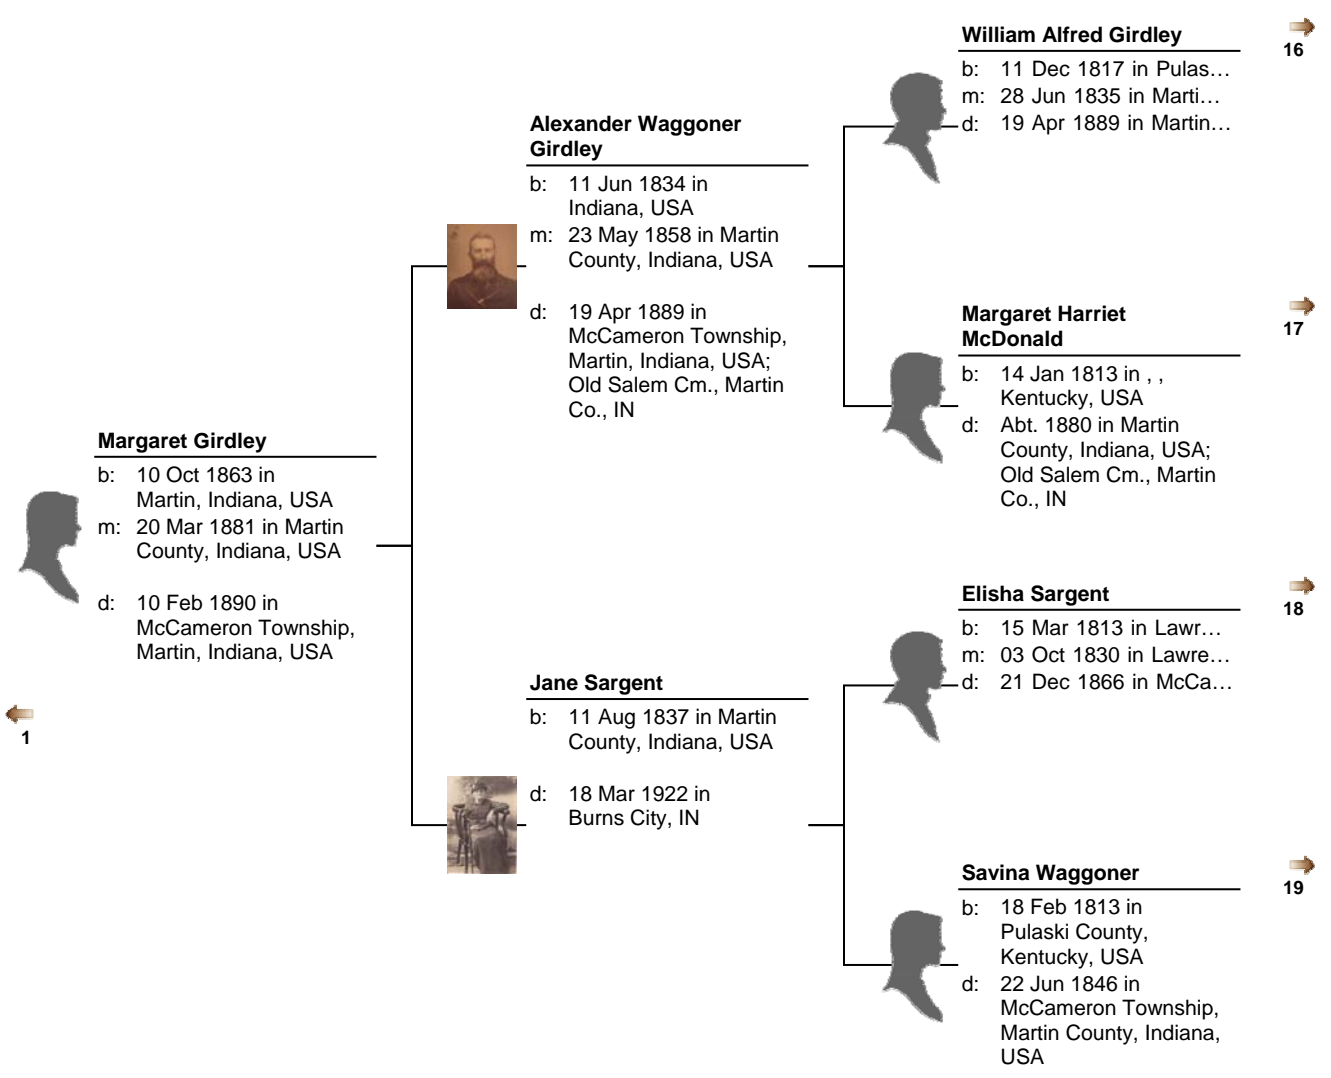 William Alfred Girdley
b: 11 Dec 1817 in Pulas…
m: 28 Jun 1835 in Marti…
d: 19 Apr 1889 in Martin…
16
Alexander Waggoner
Girdley
b: 11 Jun 1834 in
Indiana, USA
m: 23 May 1858 in Martin
County, Indiana, USA
d: 19 Apr 1889 in
McCameron Township,
Martin, Indiana, USA;
Old Salem Cm., Martin
Co., IN
Margaret Harriet
McDonald
b: 14 Jan 1813 in , ,
Kentucky, USA
d: Abt. 1880 in Martin
County, Indiana, USA;
Old Salem Cm., Martin
Co., IN
17
Margaret Girdley
b: 10 Oct 1863 in
Martin, Indiana, USA
m: 20 Mar 1881 in Martin
County, Indiana, USA
d: 10 Feb 1890 in
McCameron Township,
Martin, Indiana, USA
1
Elisha Sargent
b: 15 Mar 1813 in Lawr…
m: 03 Oct 1830 in Lawre…
d: 21 Dec 1866 in McCa…
18
Jane Sargent
b: 11 Aug 1837 in Martin
County, Indiana, USA
d: 18 Mar 1922 in
Burns City, IN
Savina Waggoner
b: 18 Feb 1813 in
Pulaski County,
Kentucky, USA
d: 22 Jun 1846 in
McCameron Township,
Martin County, Indiana,
USA
19